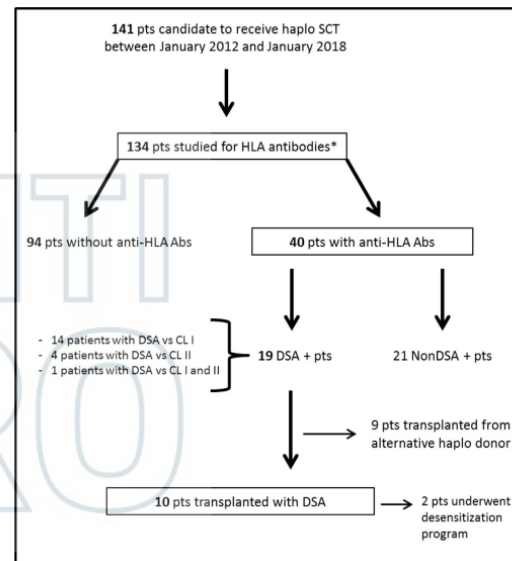 141 pts candidate to receive haplo SCT
between January 2012 and January 2018
134 pts studied for HLA antibodies*
94 pts without anti-HLA Abs
40 pts with anti-HLA Abs
- 14 patients with DSA vs CL I
- 4 patients with DSA vs CL II
- 1 patients with DSA vs CL I and II
19 DSA + pts
21 NonDSA + pts
9 pts transplanted from
alternative haplo donor
10 pts transplanted with DSA
2 pts underwent
desensitization
program